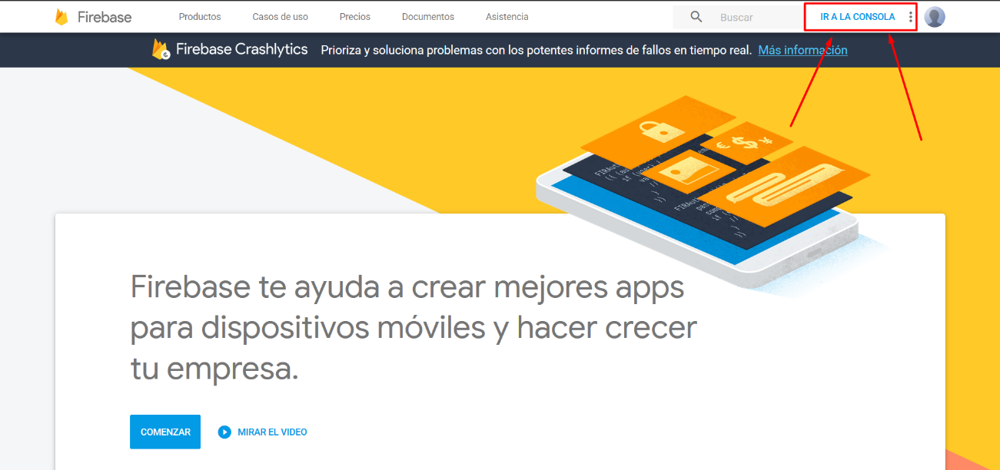 Firebase Productos Casos de uso Precios Documentos Asistencia Buscar IR A LA CONSOLA
Firebase Crashlytics Prioriza y soluciona problemas con los potentes informes de fallos en tiempo real. Más información
Firebase te ayuda a crear mejores apps
para dispositivos móviles y hacer crecer
tu empresa.
COMENZAR MIRAR EL VIDEO